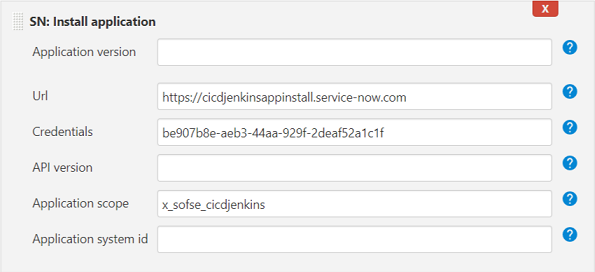 SN: Install application
X
Application version
?
Url
https://cicdjenkinsappinstall.service-now.com
?
Credentials
be907b8e-aeb3-44aa-929f-2deaf52a1c1f
?
API version
?
Application scope
x_sofse_cicdjenkins
?
Application system id
?